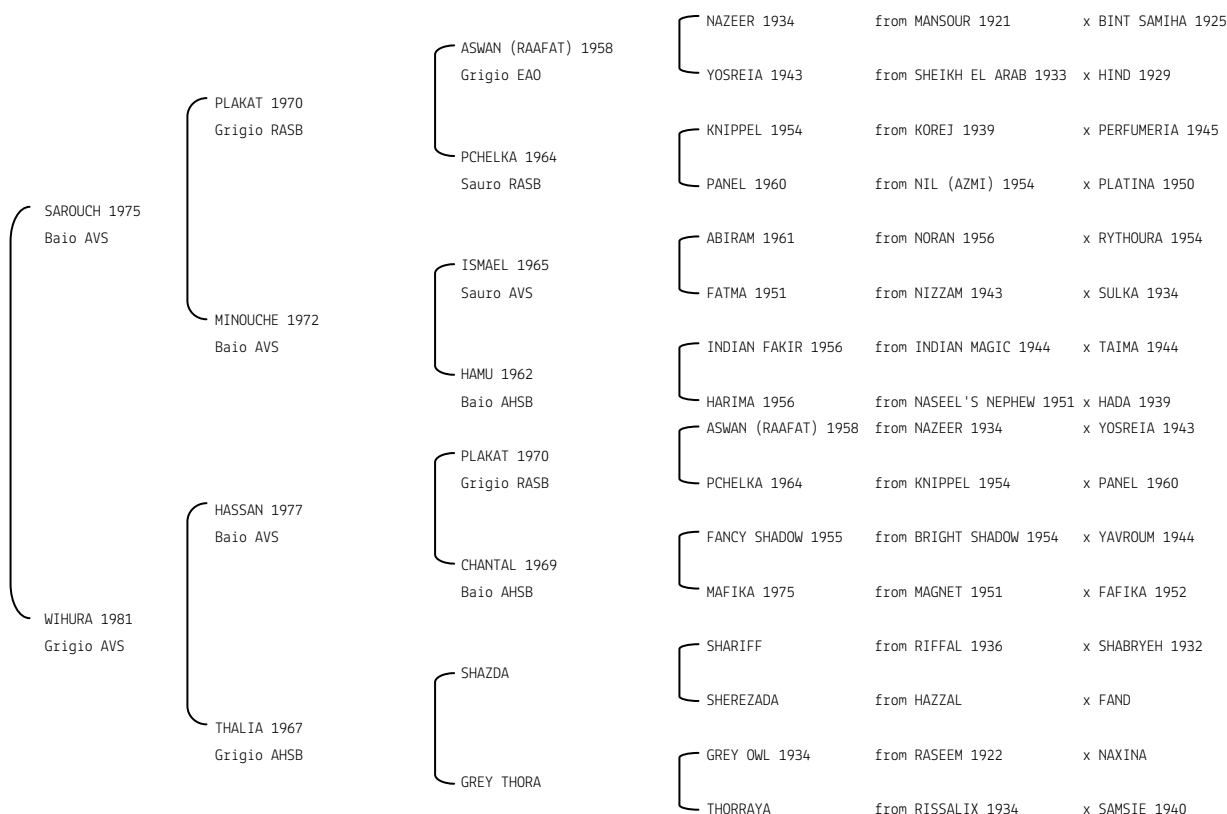 NAZEER 1934 from MANSOUR 1921 x BINT SAMIHA 1925
ASWAN (RAAFAT) 1958
Grigio EAO
YOSREIA 1943 from SHEIKH EL ARAB 1933 x HIND 1929
PLAKAT 1970
Grigio RASB
KNIPPEL 1954 from KOREJ 1939 x PERFUMERIA 1945
PCHELKA 1964
Sauro RASB
PANEL 1960 from NIL (AZMI) 1954 x PLATINA 1950
SAROUCH 1975
Baio AVS
ABIRAM 1961 from NORAN 1956 x RYTHOURA 1954
ISMAEL 1965
Sauro AVS
FATMA 1951 from NIZZAM 1943 x SULKA 1934
MINOUCHE 1972
Baio AVS
INDIAN FAKIR 1956 from INDIAN MAGIC 1944 x TAIMA 1944
HAMU 1962
Baio AHSB
HARIMA 1956 from NASEEL'S NEPHEW 1951 x HADA 1939
ASWAN (RAAFAT) 1958 from NAZEER 1934 x YOSREIA 1943
PLAKAT 1970
Grigio RASB
PCHELKA 1964 from KNIPPEL 1954 x PANEL 1960
HASSAN 1977
Baio AVS
FANCY SHADOW 1955 from BRIGHT SHADOW 1954 x YAVROUM 1944
CHANTAL 1969
Baio AHSB
MAFIKA 1975 from MAGNET 1951 x FAFIKA 1952
WIHURA 1981
Grigio AVS
SHARIFF from RIFFAL 1936 x SHABRYEH 1932
SHAZDA
SHEREZADA from HAZZAL x FAND
THALIA 1967
Grigio AHSB
GREY OWL 1934 from RASEEM 1922 x NAXINA
GREY THORA
THORRAYA from RISSALIX 1934 x SAMSIE 1940